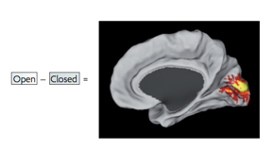 Open – Closed =